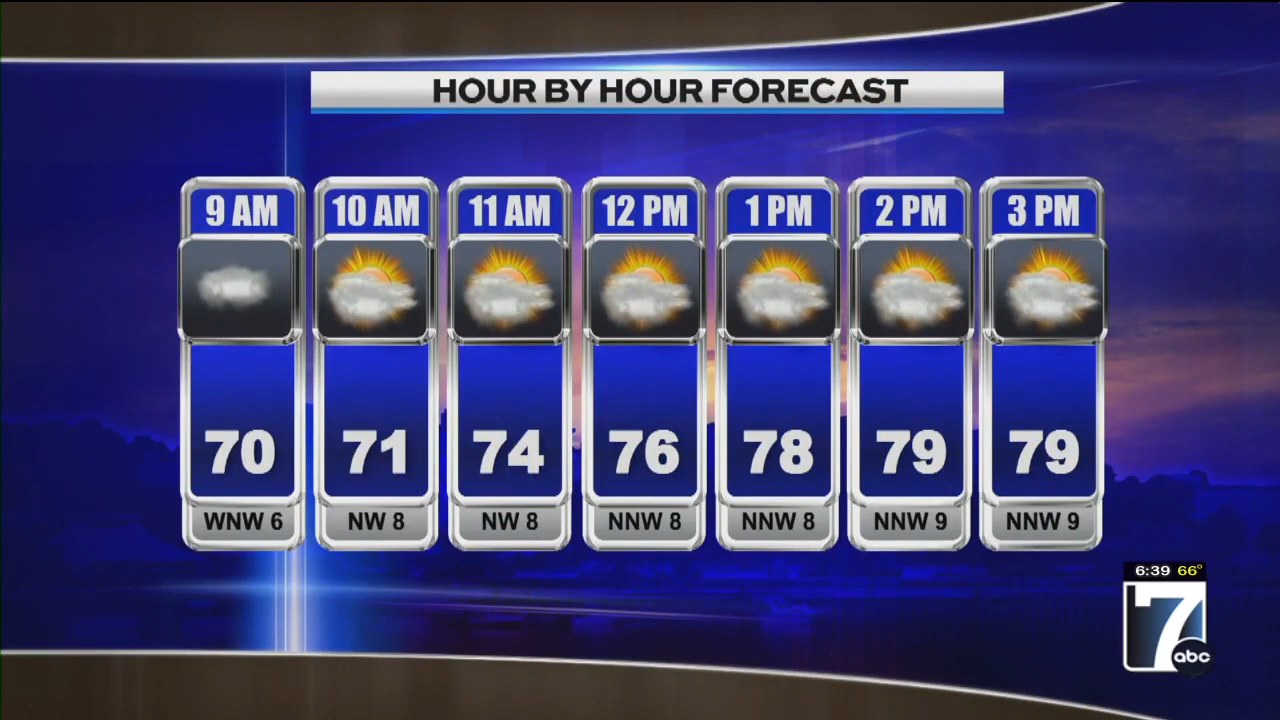 HOUR BY HOUR FORECAST
9 AM 10 AM 11 AM 12 PM 1 PM 2 PM 3 PM
70 71 74 76 78 79 79
WNW 6 NW 8 NW 8 NNW 8 NNW 8 NNW 9 NNW 9
6:39 66°
7
abc